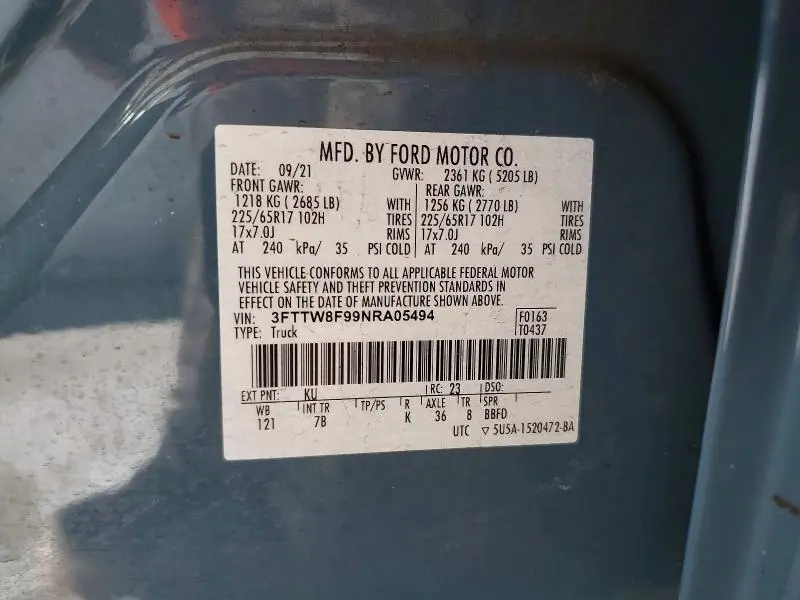 MFD. BY FORD MOTOR CO.
DATE: 09/21 GVWR: 2361 KG ( 5205 LB)
FRONT GAWR: REAR GAWR:
1218 KG ( 2685 LB) WITH 1256 KG ( 2770 LB) WITH
225/65R17 102H TIRES 225/65R17 102H TIRES
17x7.0J RIMS 17x7.0J RIMS
AT 240 kPa/ 35 PSI COLD AT 240 kPa/ 35 PSI COLD
THIS VEHICLE CONFORMS TO ALL APPLICABLE FEDERAL MOTOR
VEHICLE SAFETY AND THEFT PREVENTION STANDARDS IN
EFFECT ON THE DATE OF MANUFACTURE SHOWN ABOVE.
VIN: 3FTTW8F99NRA05494 F0163
TYPE: Truck T0437
EXT PNT: KU RC: 23 DSO:
WB INT TR TP/PS R AXLE TR SPR
121 7B K 36 8 BBFD
UTC ▽ 5U5A-1520472-BA